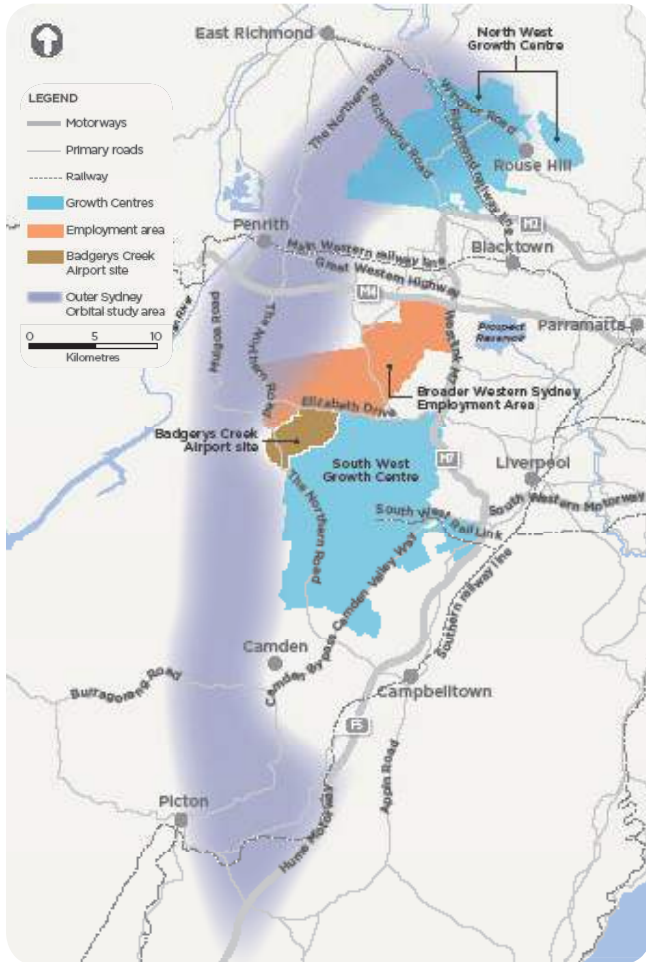 East Richmond
North West
Growth Centre
LEGEND
Motorways
Primary roads
Railway
Growth Centres
Employment area
Badgerys Creek
Airport site
Outer Sydney
Orbital study area
0 5 10
Kilometres
The Northern Road
Richmond Road
Windsor Road
Richmond railway line
Rouse Hill
Penrith
M2
Main Western railway line
Blacktown
Great Western Highway
M4
Mulgoa Road
The Northern Road
Westlink M7
Prospect
Reservoir
Parramatta
Broader Western Sydney
Employment Area
Elizabeth Drive
Badgerys Creek
Airport site
M7
South West
Growth Centre
Liverpool
South Western Motorway
The Northern Road
South West Rail Link
Camden Valley Way
Southern railway line
Camden
Camden Bypass
Burragorang Road
Campbelltown
F5
Appin Road
Picton
Hume Motorway